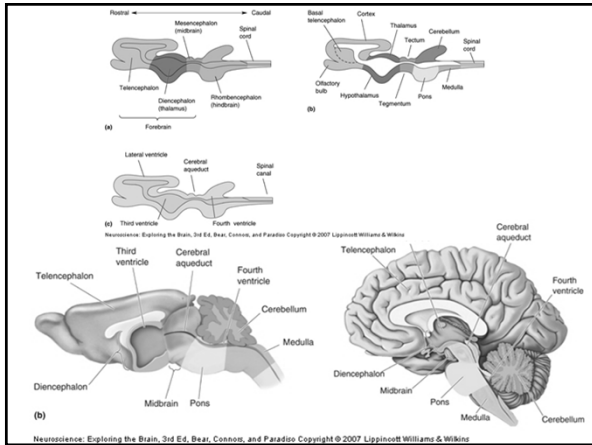 Rostral
Caudal
Mesencephalon
(midbrain)
Spinal
cord
Telencephalon
Diencephalon
(thalamus)
Rhombencephalon
(hindbrain)
(a)
Forebrain
Basal
telencephalon
Cortex
Thalamus
Tectum
Cerebellum
Spinal
cord
Olfactory
bulb
Hypothalamus
Tegmentum
Pons
Medulla
(b)
Lateral ventricle
Cerebral
aqueduct
Spinal
canal
Third ventricle
Fourth ventricle
(c)
Neuroscience: Exploring the Brain, 3rd Ed, Bear, Connors, and Paradiso Copyright © 2007 Lippincott Williams & Wilkins
Telencephalon
Third
ventricle
Cerebral
aqueduct
Fourth
ventricle
Cerebellum
Medulla
Diencephalon
Midbrain
Pons
(b)
Telencephalon
Cerebral
aqueduct
Fourth
ventricle
Diencephalon
Midbrain
Pons
Medulla
Cerebellum
Neuroscience: Exploring the Brain, 3rd Ed, Bear, Connors, and Paradiso Copyright © 2007 Lippincott Williams & Wilkins